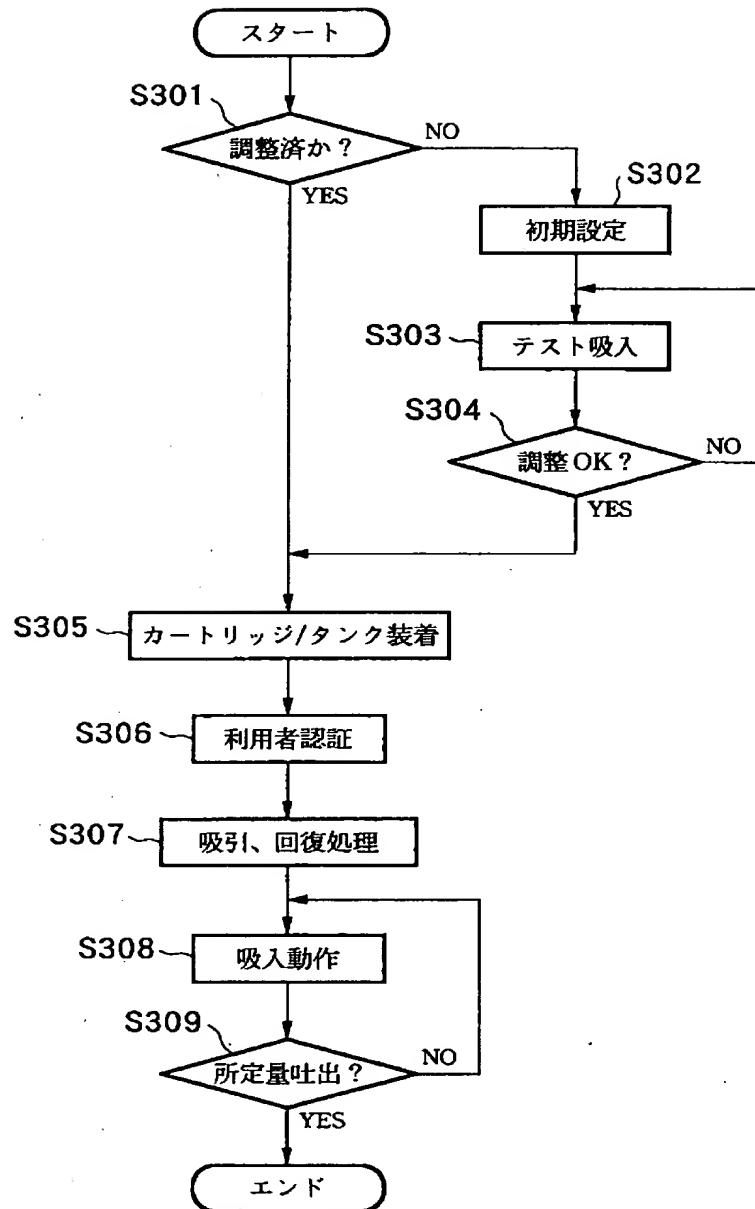 スタート
S301
調整済か?
NO
YES
S302
初期設定
S303
テスト吸入
S304
調整OK?
NO
YES
S305
カートリッジ/タンク装着
S306
利用者認証
S307
吸引、回復処理
S308
吸入動作
S309
所定量吐出?
NO
YES
エンド